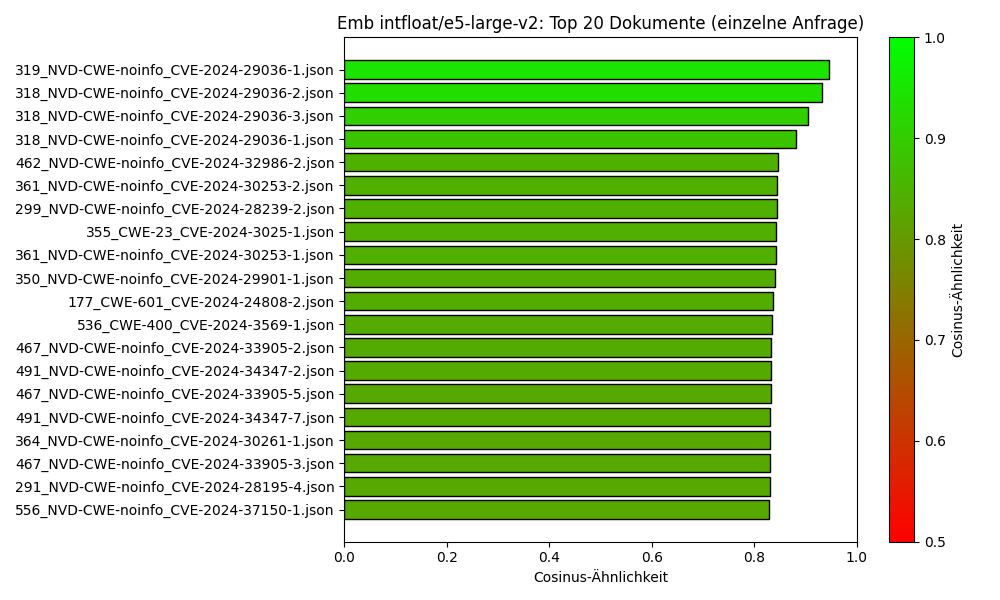 Emb intfloat/e5-large-v2: Top 20 Dokumente (einzelne Anfrage)
319_NVD-CWE-noinfo_CVE-2024-29036-1.json
318_NVD-CWE-noinfo_CVE-2024-29036-2.json
318_NVD-CWE-noinfo_CVE-2024-29036-3.json
318_NVD-CWE-noinfo_CVE-2024-29036-1.json
462_NVD-CWE-noinfo_CVE-2024-32986-2.json
361_NVD-CWE-noinfo_CVE-2024-30253-2.json
299_NVD-CWE-noinfo_CVE-2024-28239-2.json
355_CWE-23_CVE-2024-3025-1.json
361_NVD-CWE-noinfo_CVE-2024-30253-1.json
350_NVD-CWE-noinfo_CVE-2024-29901-1.json
177_CWE-601_CVE-2024-24808-2.json
536_CWE-400_CVE-2024-3569-1.json
467_NVD-CWE-noinfo_CVE-2024-33905-2.json
491_NVD-CWE-noinfo_CVE-2024-34347-2.json
467_NVD-CWE-noinfo_CVE-2024-33905-5.json
491_NVD-CWE-noinfo_CVE-2024-34347-7.json
364_NVD-CWE-noinfo_CVE-2024-30261-1.json
467_NVD-CWE-noinfo_CVE-2024-33905-3.json
291_NVD-CWE-noinfo_CVE-2024-28195-4.json
556_NVD-CWE-noinfo_CVE-2024-37150-1.json
0.0 0.2 0.4 0.6 0.8 1.0
Cosinus-Ähnlichkeit
1.0
0.9
0.8
0.7
0.6
0.5
Cosinus-Ähnlichkeit